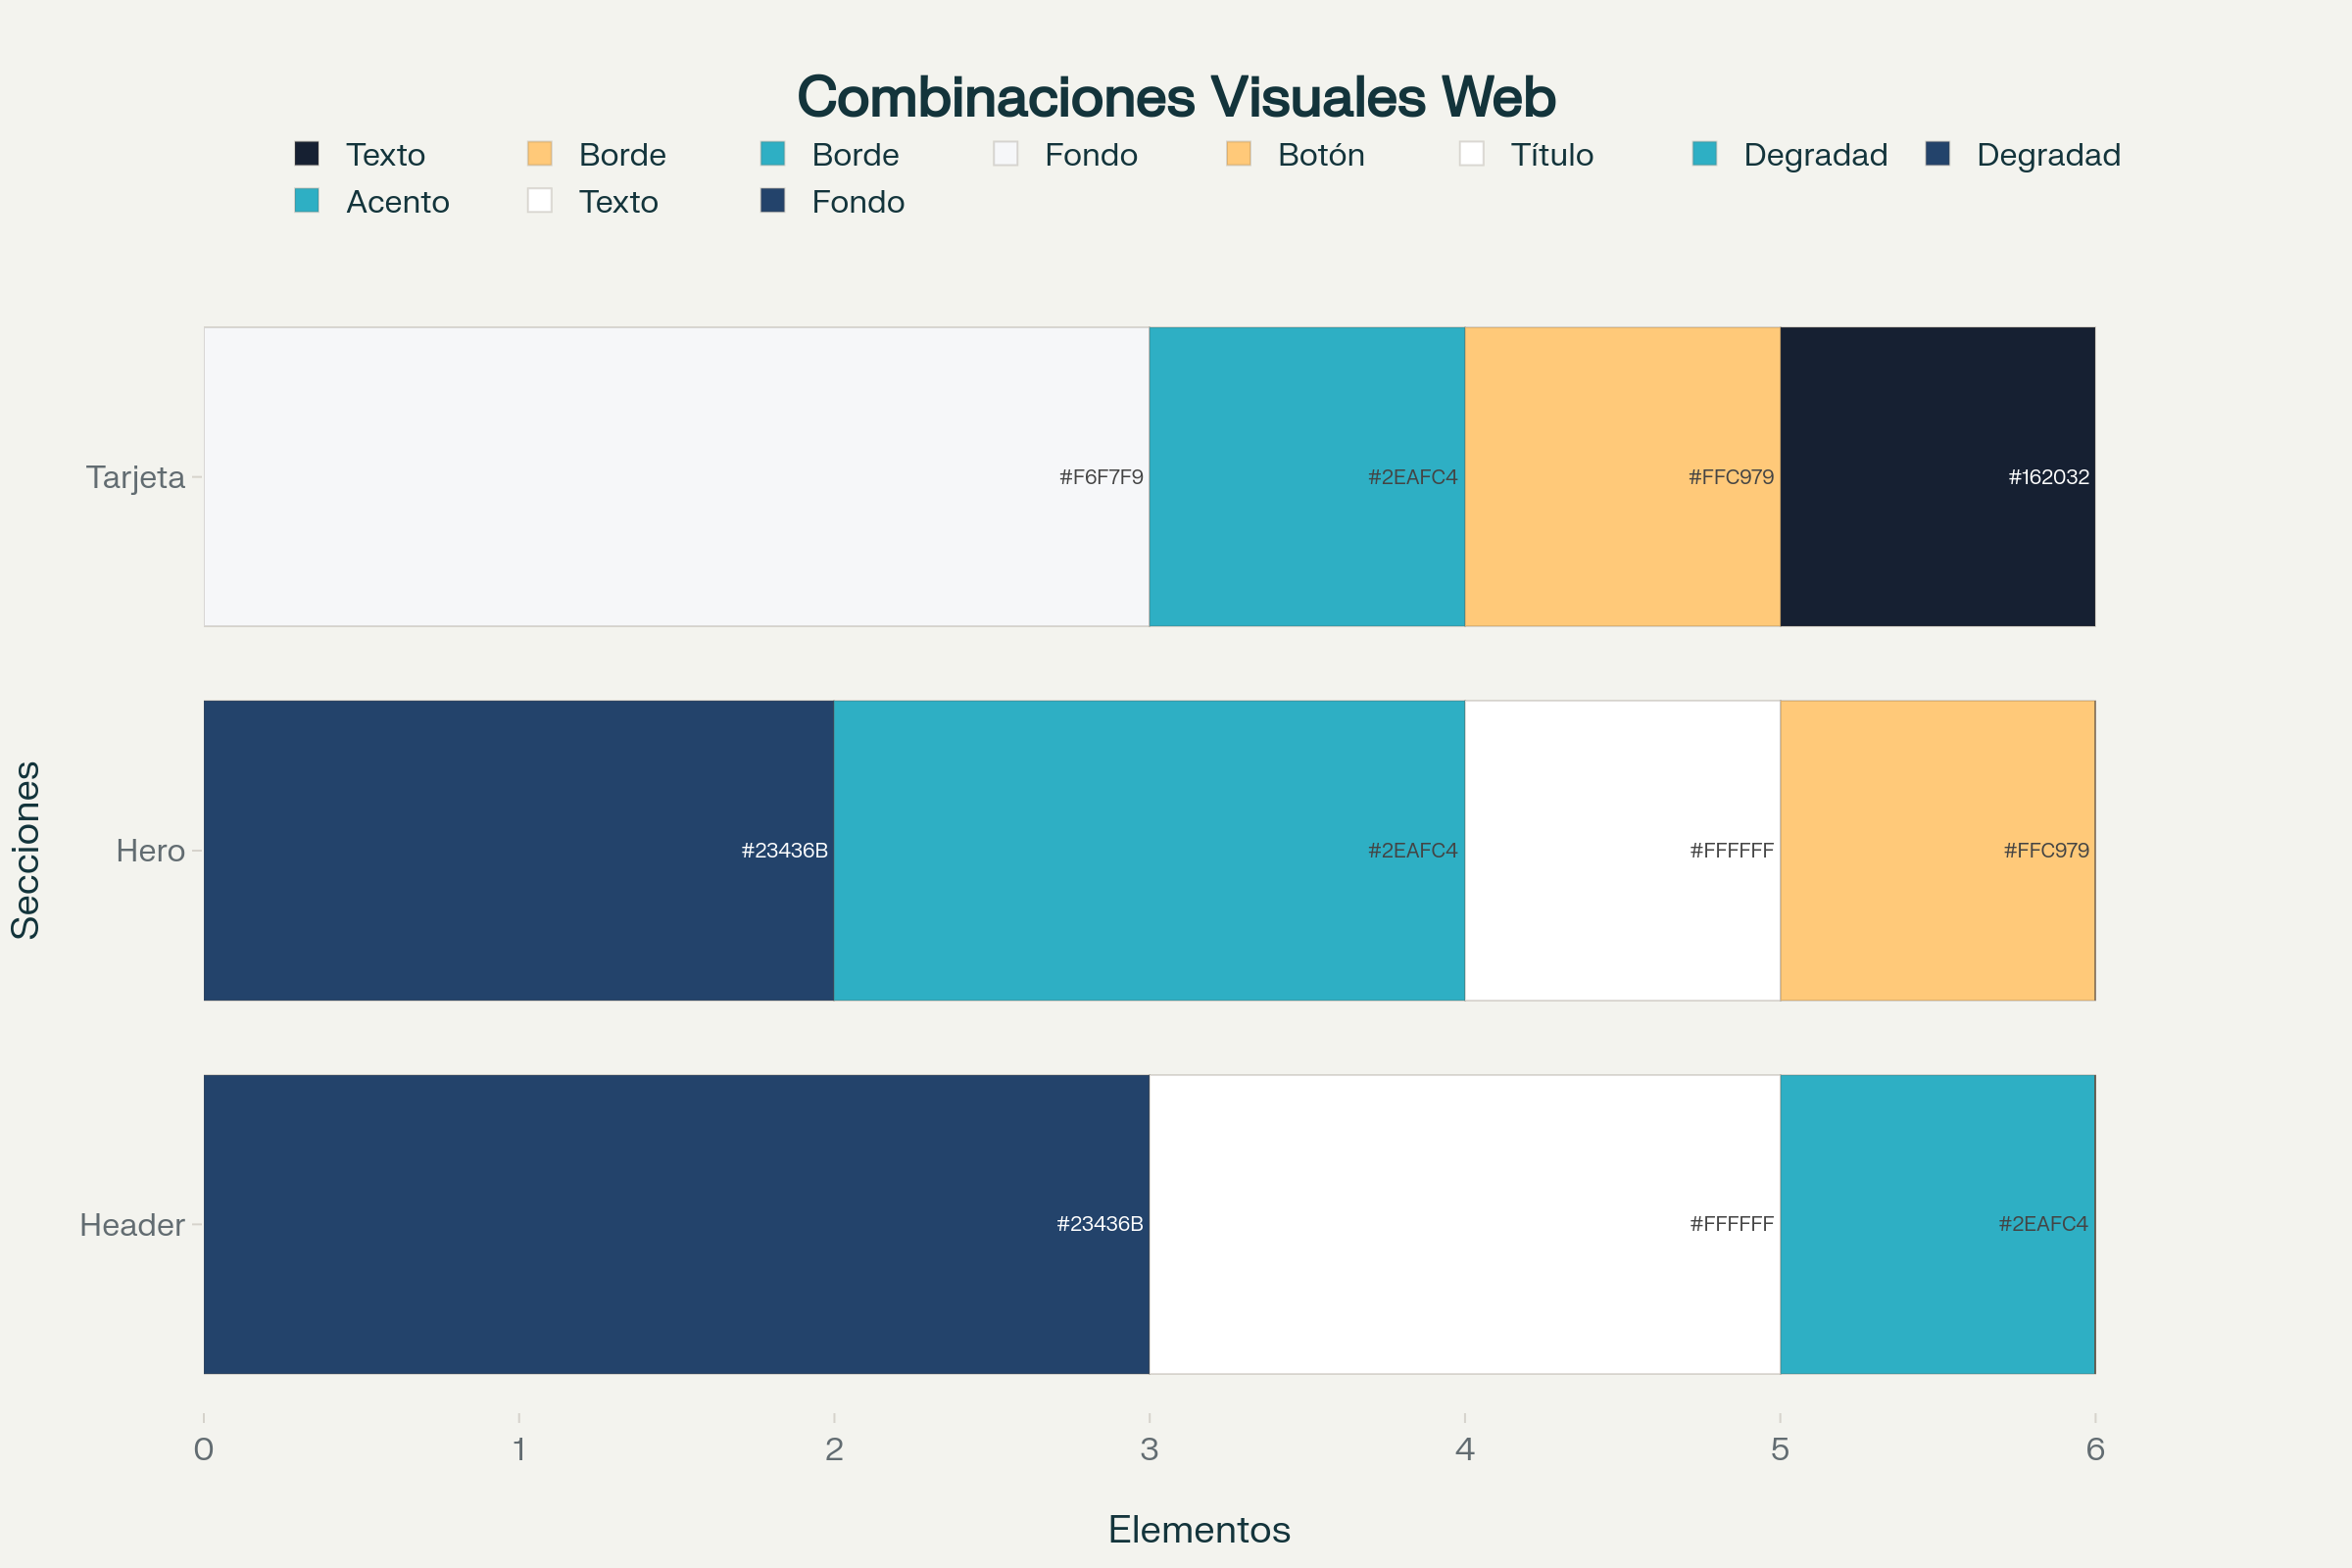 Combinaciones Visuales Web
Texto Borde Borde Fondo Botón Título Degradad Degradad
Acento Texto Fondo
Tarjeta #F6F7F9 #2EAFC4 #FFC979 #162032
Secciones
Hero #23436B #2EAFC4 #FFFFFF #FFC979
Header #23436B #FFFFFF #2EAFC4
0 1 2 3 4 5 6
Elementos